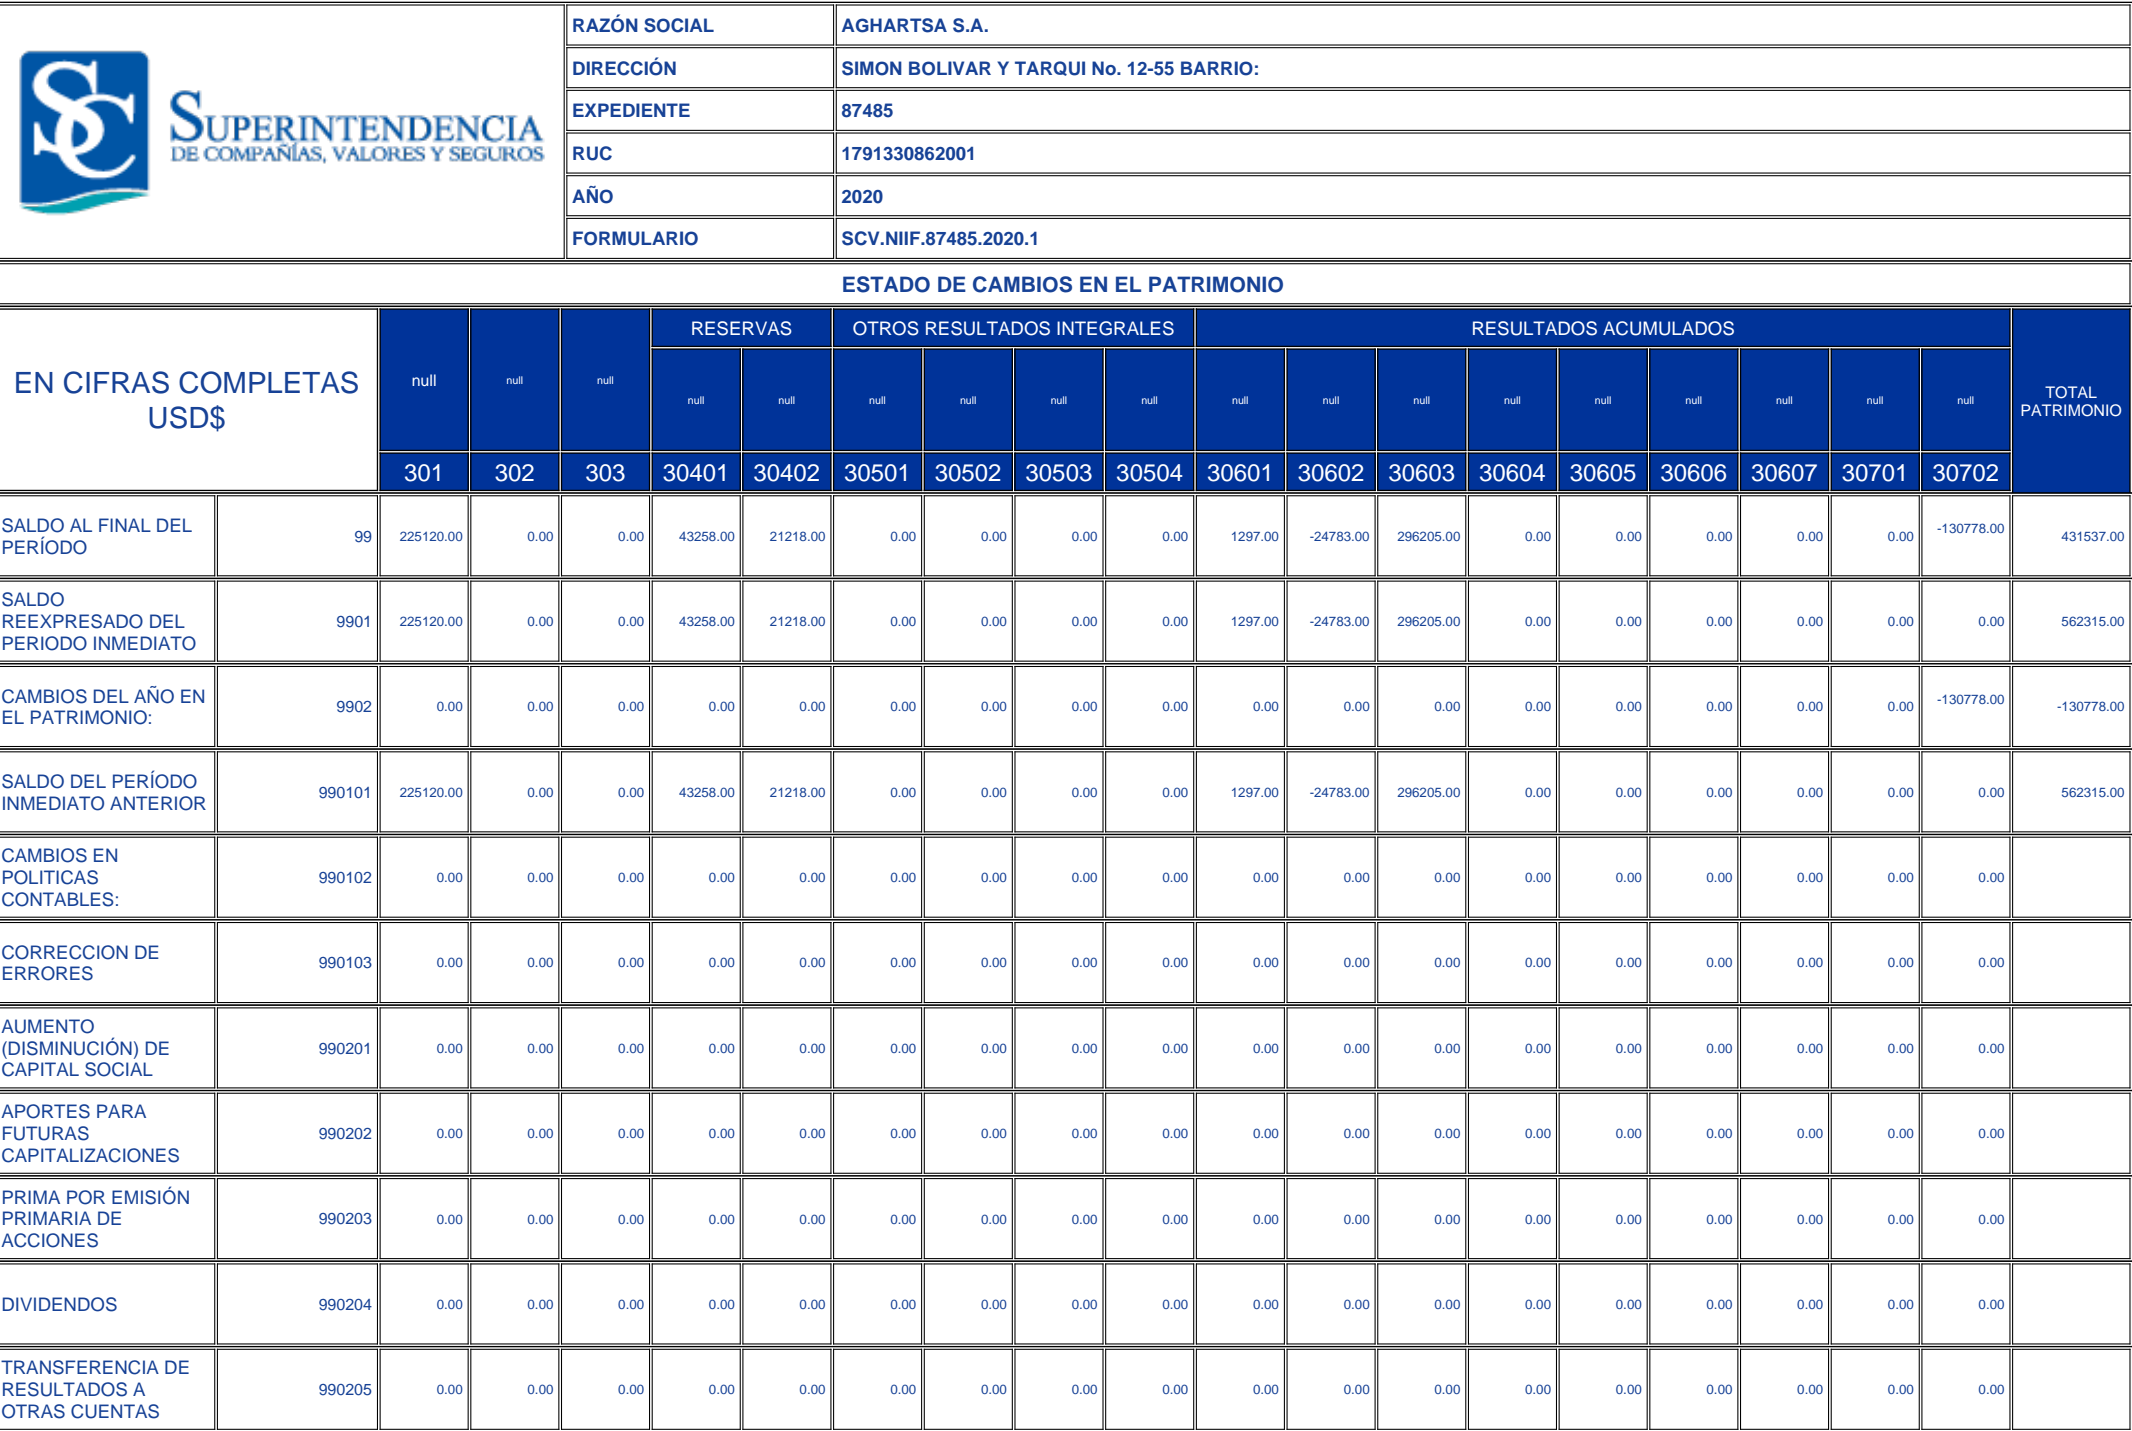 SC
SUPERINTENDENCIA
DE COMPAÑÍAS, VALORES Y SEGUROS
RAZÓN SOCIAL AGHARTSA S.A.
DIRECCIÓN SIMON BOLIVAR Y TARQUI No. 12-55 BARRIO:
EXPEDIENTE 87485
RUC 1791330862001
AÑO 2020
FORMULARIO SCV.NIIF.87485.2020.1
ESTADO DE CAMBIOS EN EL PATRIMONIO
EN CIFRAS COMPLETAS
USD$
RESERVAS OTROS RESULTADOS INTEGRALES RESULTADOS ACUMULADOS
null null null null null null null null null null null null null null null null null null
TOTAL
PATRIMONIO
301 302 303 30401 30402 30501 30502 30503 30504 30601 30602 30603 30604 30605 30606 30607 30701 30702
SALDO AL FINAL DEL
PERÍODO
99 225120.00 0.00 0.00 43258.00 21218.00 0.00 0.00 0.00 0.00 1297.00 -24783.00 296205.00 0.00 0.00 0.00 0.00 0.00 -130778.00 431537.00
SALDO
REEXPRESADO DEL
PERIODO INMEDIATO
9901 225120.00 0.00 0.00 43258.00 21218.00 0.00 0.00 0.00 0.00 1297.00 -24783.00 296205.00 0.00 0.00 0.00 0.00 0.00 0.00 562315.00
CAMBIOS DEL AÑO EN
EL PATRIMONIO:
9902 0.00 0.00 0.00 0.00 0.00 0.00 0.00 0.00 0.00 0.00 0.00 0.00 0.00 0.00 0.00 0.00 0.00 -130778.00 -130778.00
SALDO DEL PERÍODO
INMEDIATO ANTERIOR
990101 225120.00 0.00 0.00 43258.00 21218.00 0.00 0.00 0.00 0.00 1297.00 -24783.00 296205.00 0.00 0.00 0.00 0.00 0.00 0.00 562315.00
CAMBIOS EN
POLITICAS
CONTABLES:
990102 0.00 0.00 0.00 0.00 0.00 0.00 0.00 0.00 0.00 0.00 0.00 0.00 0.00 0.00 0.00 0.00 0.00 0.00
CORRECCION DE
ERRORES
990103 0.00 0.00 0.00 0.00 0.00 0.00 0.00 0.00 0.00 0.00 0.00 0.00 0.00 0.00 0.00 0.00 0.00 0.00
AUMENTO
(DISMINUCIÓN) DE
CAPITAL SOCIAL
990201 0.00 0.00 0.00 0.00 0.00 0.00 0.00 0.00 0.00 0.00 0.00 0.00 0.00 0.00 0.00 0.00 0.00 0.00
APORTES PARA
FUTURAS
CAPITALIZACIONES
990202 0.00 0.00 0.00 0.00 0.00 0.00 0.00 0.00 0.00 0.00 0.00 0.00 0.00 0.00 0.00 0.00 0.00 0.00
PRIMA POR EMISIÓN
PRIMARIA DE
ACCIONES
990203 0.00 0.00 0.00 0.00 0.00 0.00 0.00 0.00 0.00 0.00 0.00 0.00 0.00 0.00 0.00 0.00 0.00 0.00
DIVIDENDOS
990204 0.00 0.00 0.00 0.00 0.00 0.00 0.00 0.00 0.00 0.00 0.00 0.00 0.00 0.00 0.00 0.00 0.00 0.00
TRANSFERENCIA DE
RESULTADOS A
OTRAS CUENTAS
990205 0.00 0.00 0.00 0.00 0.00 0.00 0.00 0.00 0.00 0.00 0.00 0.00 0.00 0.00 0.00 0.00 0.00 0.00